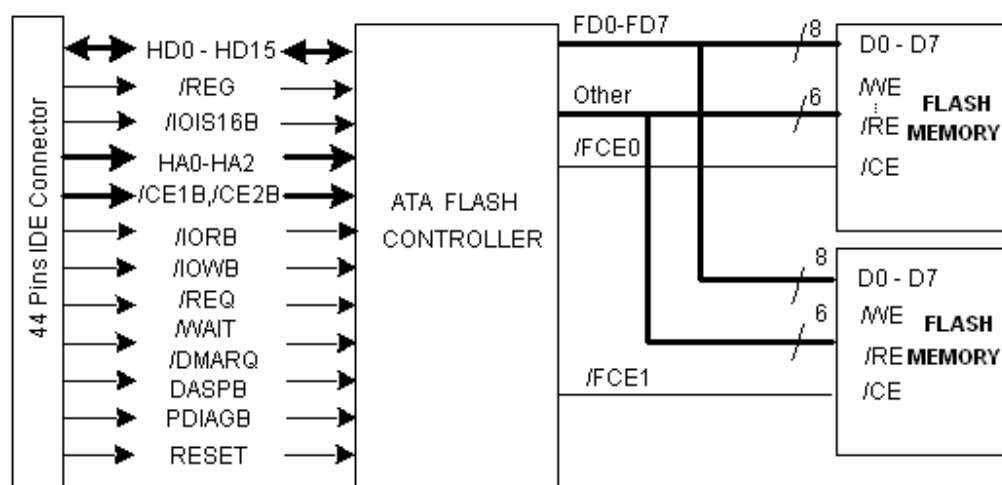 44 Pins IDE Connector
HD0 - HD15
/REG
/IOIS16B
HA0-HA2
/CE1B,/CE2B
/IORB
/IOWB
/REQ
/WAIT
/DMARQ
DASPB
PDIAGB
RESET
ATA FLASH
CONTROLLER
FD0-FD7
Other
/FCE0
/FCE1
8
6
D0 - D7
/WE
/RE
/CE
FLASH
MEMORY
8
6
D0 - D7
/WE
/RE
/CE
FLASH
MEMORY